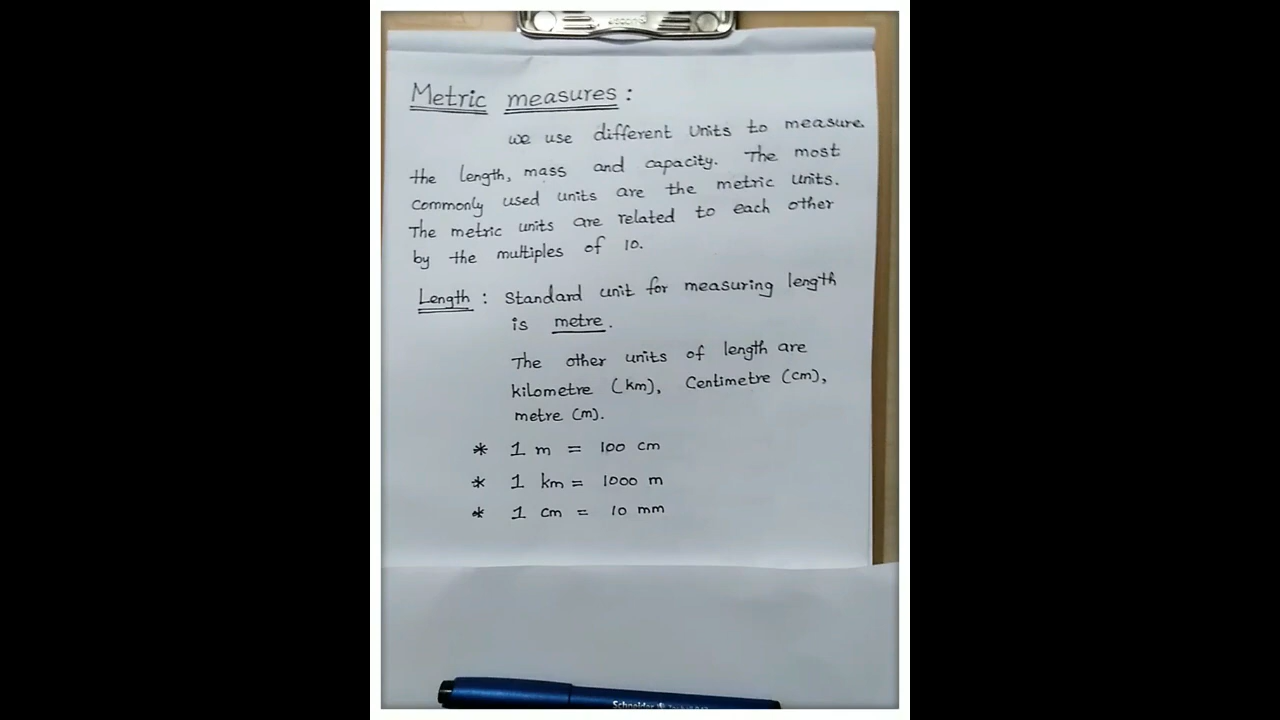 Metric measures :
we use different Units to measure
the length, mass and capacity. The most
commonly used units are the metric units.
The metric units are related to each other
by the multiples of 10.
Length : Standard unit for measuring length
is metre.
The other units of length are
kilometre (km), Centimetre (cm),
metre (m).
* 1 m = 100 cm
* 1 km = 1000 m
* 1 cm = 10 mm
Schneider